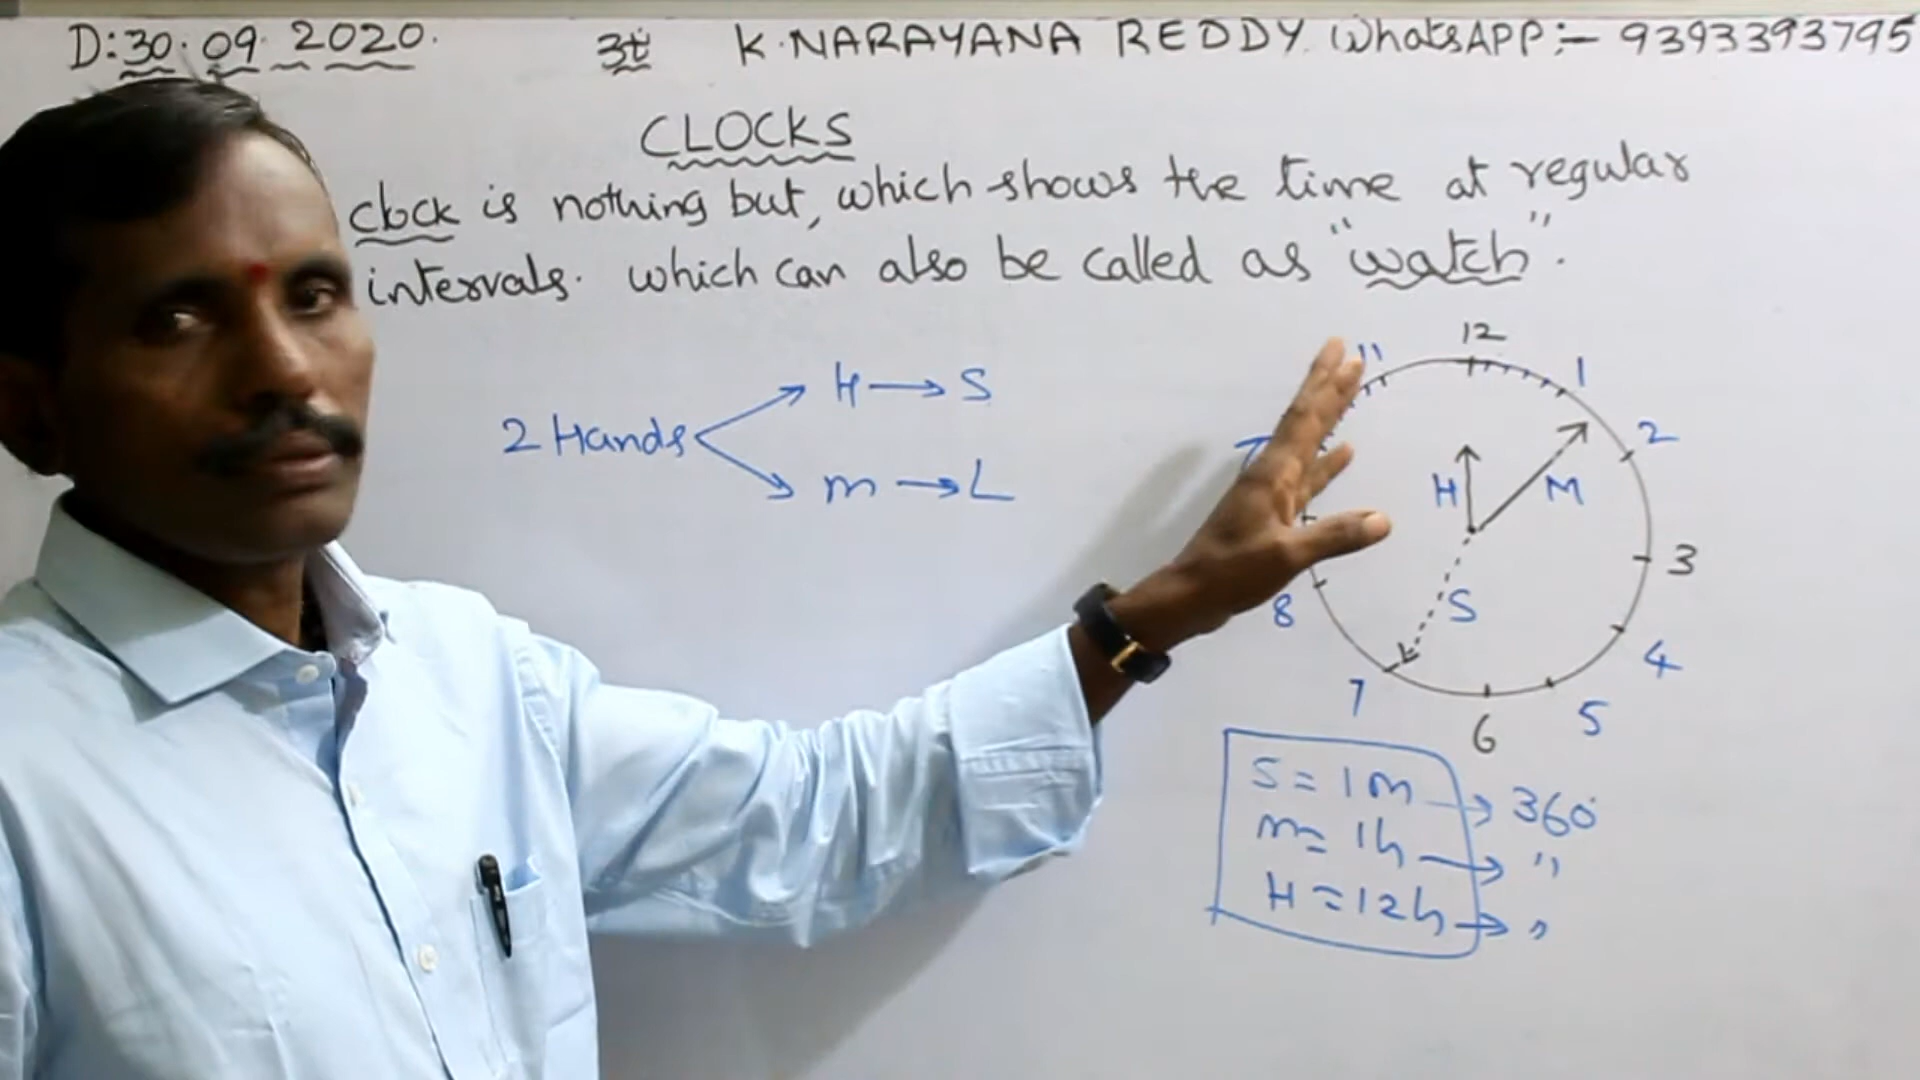 D:30.09.2020. 3t K.NARAYANA REDDY WhatsAPP:- 9393393795
CLOCKS
clock is nothing but, which shows the time at regular
intervals. which can also be called as "watch".
2 Hands
H → S
m → L
12
11
1
2
3
4
5
6
7
8
H
M
S
S = 1m → 360°
m = 1h → "
H = 12h → "